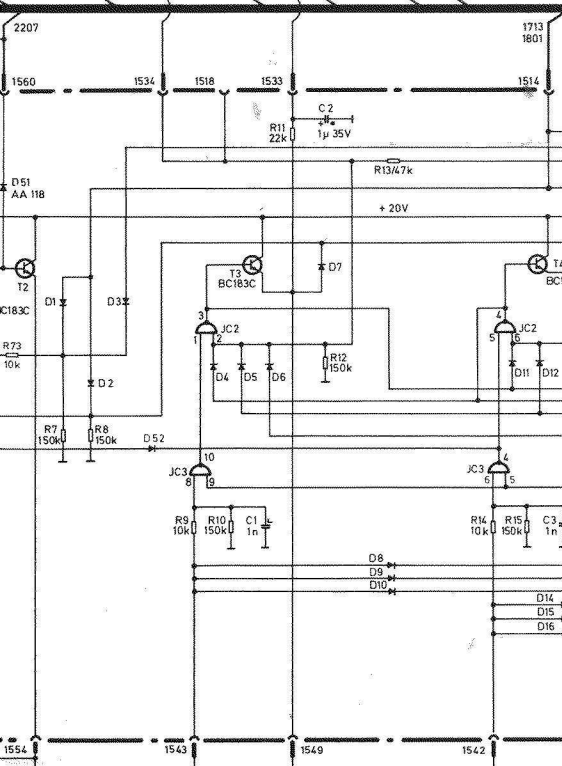 2207
1713
1801
1560
1534
1518
1533
1514
C 2
1µ 35V
R11
22k
R13/47k
D51
AA 118
+ 20V
T2
T3
BC183C
D7
D1
D3
3
JC2
1
2
4
JC2
5
6
R73
10k
D4
D5
D6
R12
150k
D11
D12
D 2
R7
150k
R8
150k
D52
10
JC3
8
9
4
JC3
6
5
R9
10k
R10
150k
C1
1n
R14
10k
R15
150k
C3
1n
D8
D9
D10
D14
D15
D16
1554
1543
1549
1542